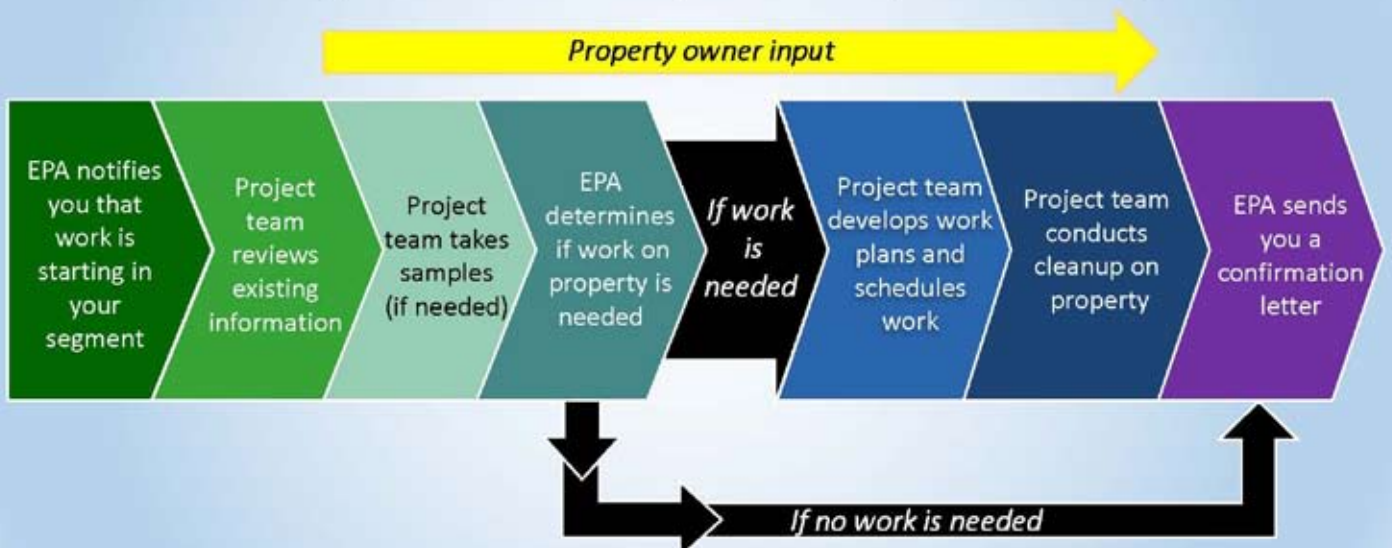 Property owner input
EPA notifies
you that
work is
starting in
your
segment
Project
team
reviews
existing
information
Project
team takes
samples
(if needed)
EPA
determines
if work on
property is
needed
If work
is
needed
Project team
develops work
plans and
schedules
work
Project team
conducts
cleanup on
property
EPA sends
you a
confirmation
letter
If no work is needed